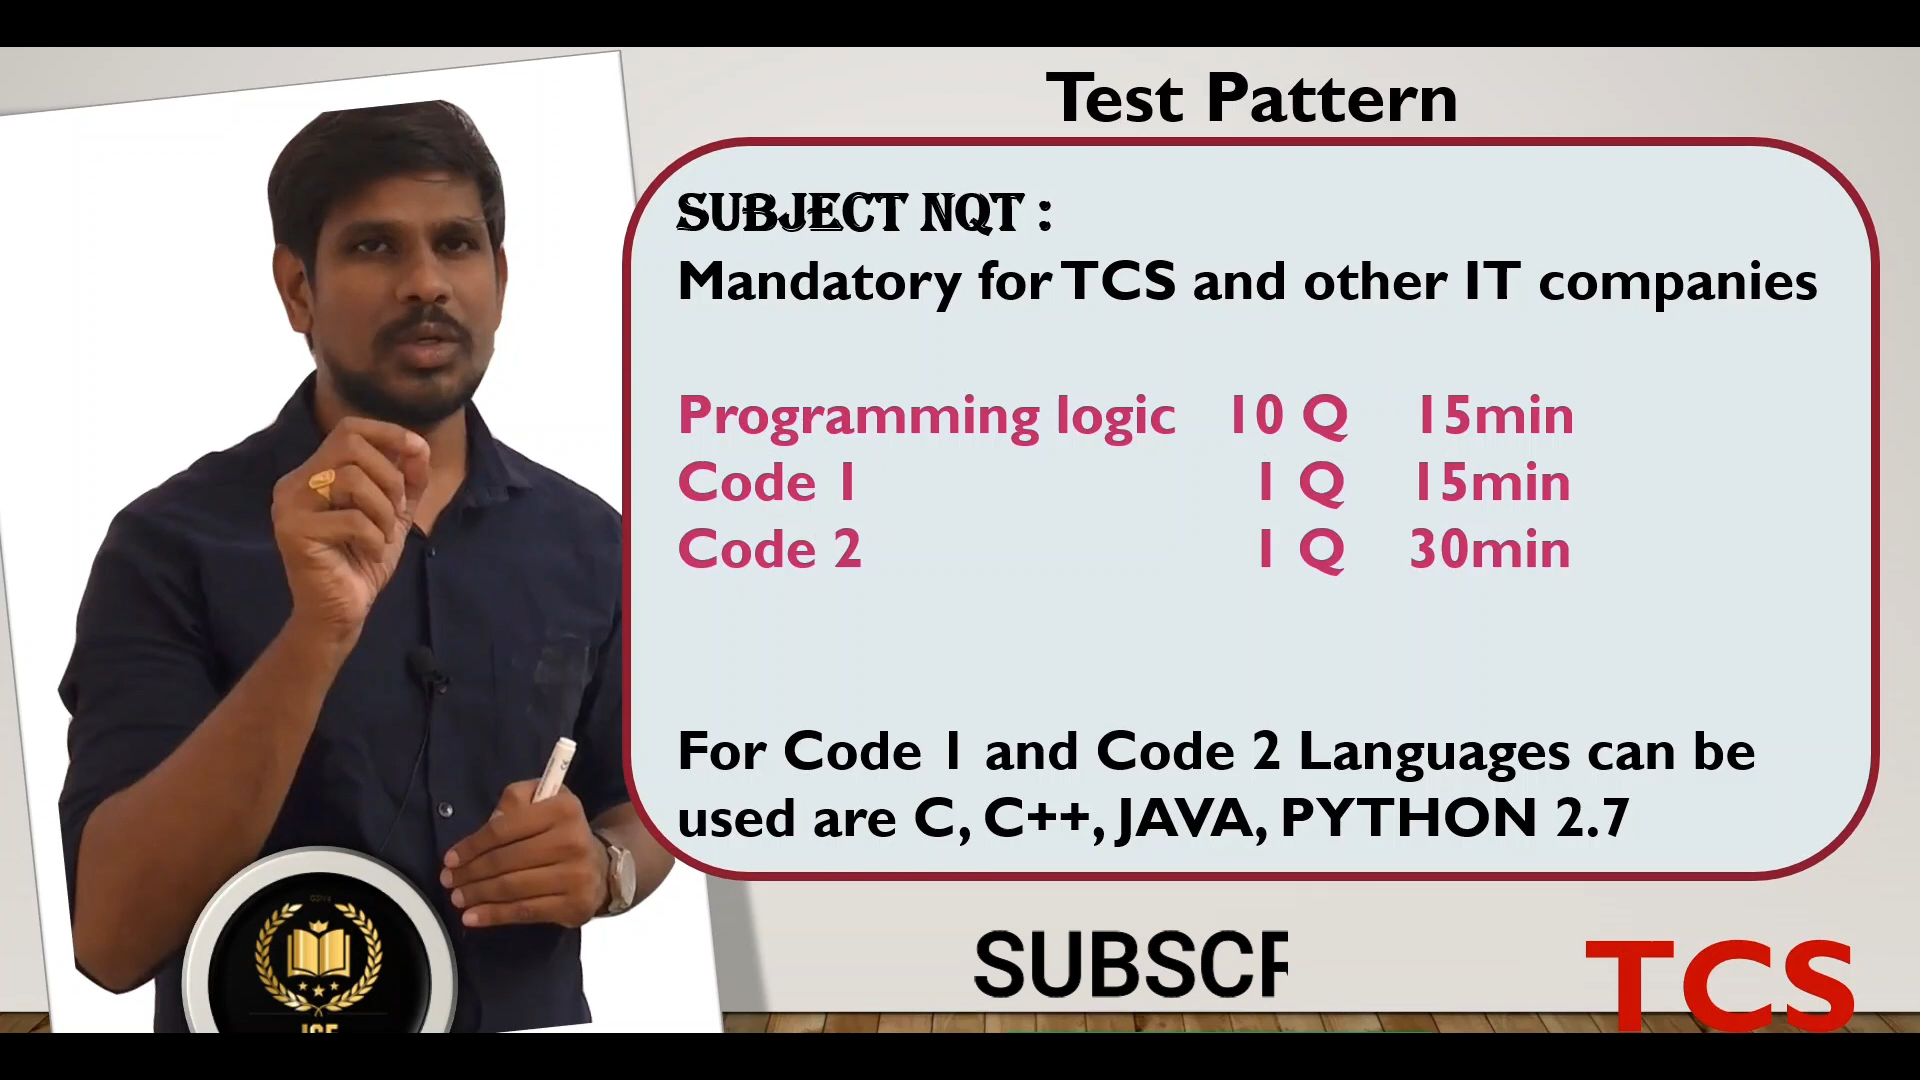 Test Pattern
SUBJECT NQT :
Mandatory for TCS and other IT companies
Programming logic 10 Q 15min
Code 1 1 Q 15min
Code 2 1 Q 30min
For Code 1 and Code 2 Languages can be
used are C, C++, JAVA, PYTHON 2.7
SUBSCR
TCS